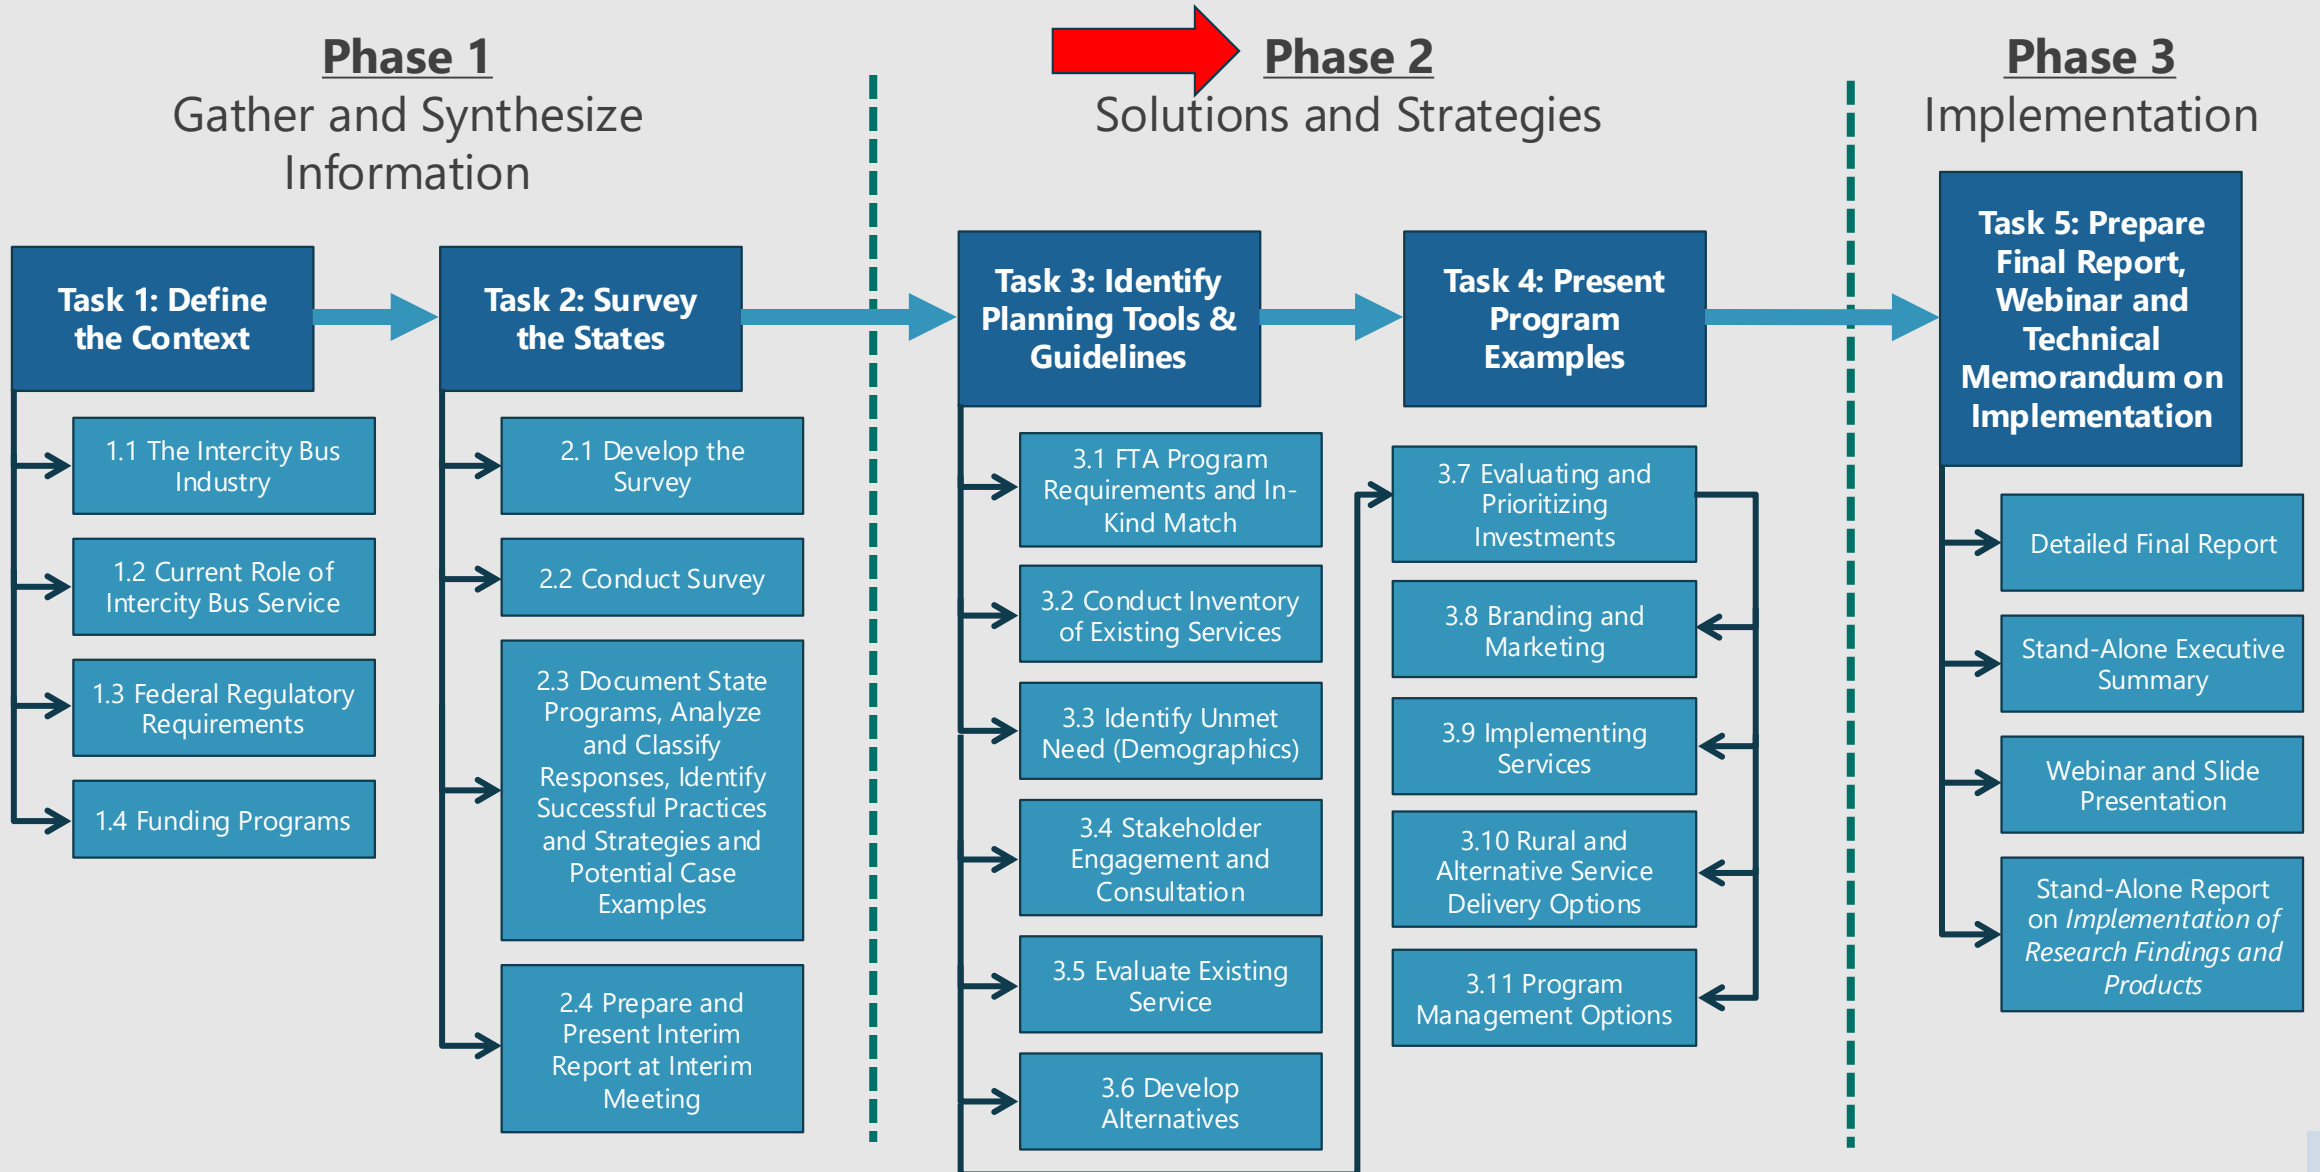 Phase 1
Gather and Synthesize
Information
Task 1: Define
the Context
1.1 The Intercity Bus
Industry
1.2 Current Role of
Intercity Bus Service
1.3 Federal Regulatory
Requirements
1.4 Funding Programs
Task 2: Survey
the States
2.1 Develop the
Survey
2.2 Conduct Survey
2.3 Document State
Programs, Analyze
and Classify
Responses, Identify
Successful Practices
and Strategies and
Potential Case
Examples
2.4 Prepare and
Present Interim
Report at Interim
Meeting
Phase 2
Solutions and Strategies
Task 3: Identify
Planning Tools &
Guidelines
3.1 FTA Program
Requirements and In-
Kind Match
3.2 Conduct Inventory
of Existing Services
3.3 Identify Unmet
Need (Demographics)
3.4 Stakeholder
Engagement and
Consultation
3.5 Evaluate Existing
Service
3.6 Develop
Alternatives
Task 4: Present
Program
Examples
3.7 Evaluating and
Prioritizing
Investments
3.8 Branding and
Marketing
3.9 Implementing
Services
3.10 Rural and
Alternative Service
Delivery Options
3.11 Program
Management Options
Phase 3
Implementation
Task 5: Prepare
Final Report,
Webinar and
Technical
Memorandum on
Implementation
Detailed Final Report
Stand-Alone Executive
Summary
Webinar and Slide
Presentation
Stand-Alone Report
on Implementation of
Research Findings and
Products